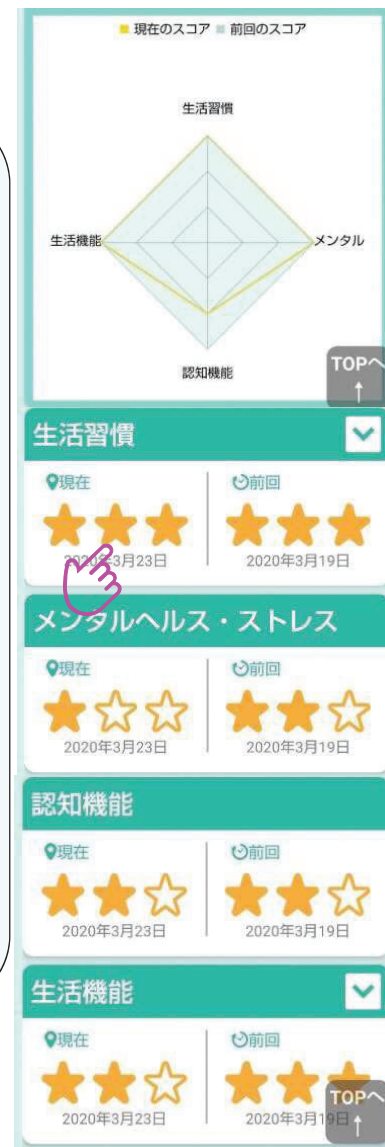 現在のスコア 前回のスコア
生活習慣
生活機能
メンタル
認知機能
TOPへ
↑
生活習慣
現在 前回
2020年3月23日 2020年3月19日
メンタルヘルス・ストレス
現在 前回
2020年3月23日 2020年3月19日
認知機能
現在 前回
2020年3月23日 2020年3月19日
生活機能
現在 前回
2020年3月23日 2020年3月19日
TOPへ
↑